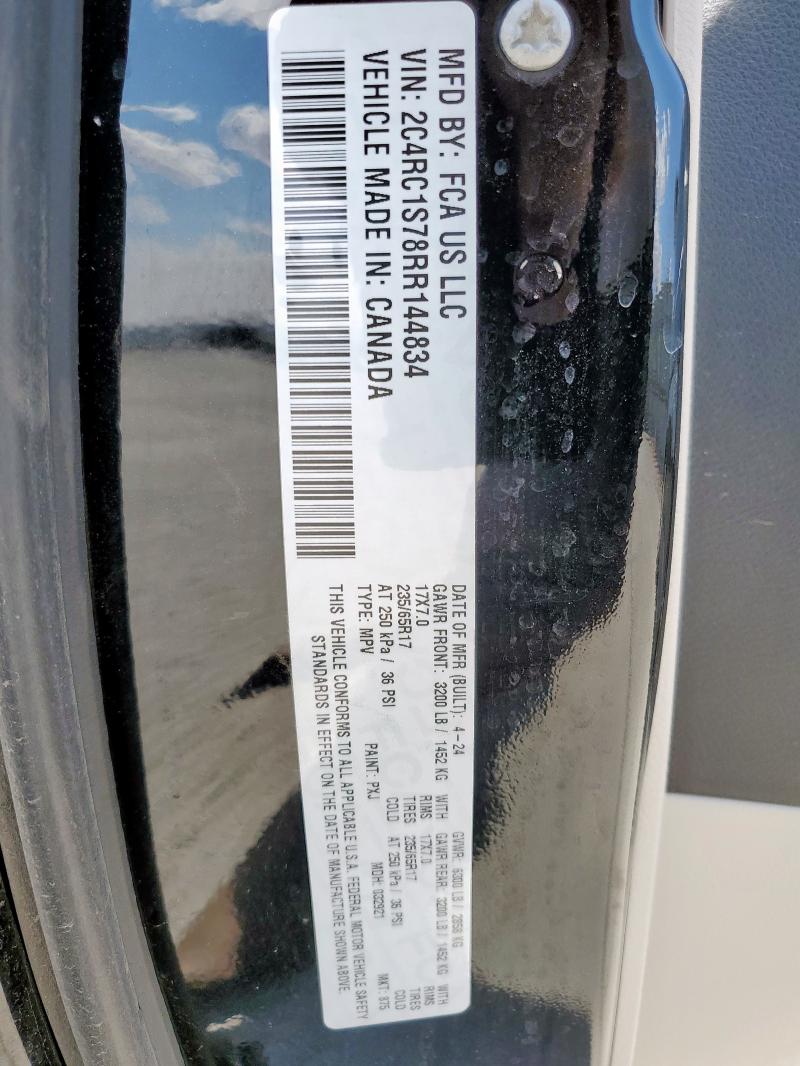 MFD BY: FCA US LLC
VIN: 2C4RC1S78RR144834
VEHICLE MADE IN: CANADA
DATE OF MFR (BUILT): 4-24 GVWR: 6300 LB / 2858 KG
GAWR FRONT: 3200 LB / 1452 KG WITH GAWR REAR: 3200 LB / 1452 KG WITH
17X7.0 RIMS 17X7.0 RIMS
235/65R17 TIRES 235/65R17 TIRES
AT 250 kPa / 36 PSI COLD AT 250 kPa / 36 PSI COLD
TYPE: MPV PAINT: PXJ MDH: 032921 MKT: 875
THIS VEHICLE CONFORMS TO ALL APPLICABLE U.S.A. FEDERAL MOTOR VEHICLE SAFETY
STANDARDS IN EFFECT ON THE DATE OF MANUFACTURE SHOWN ABOVE.